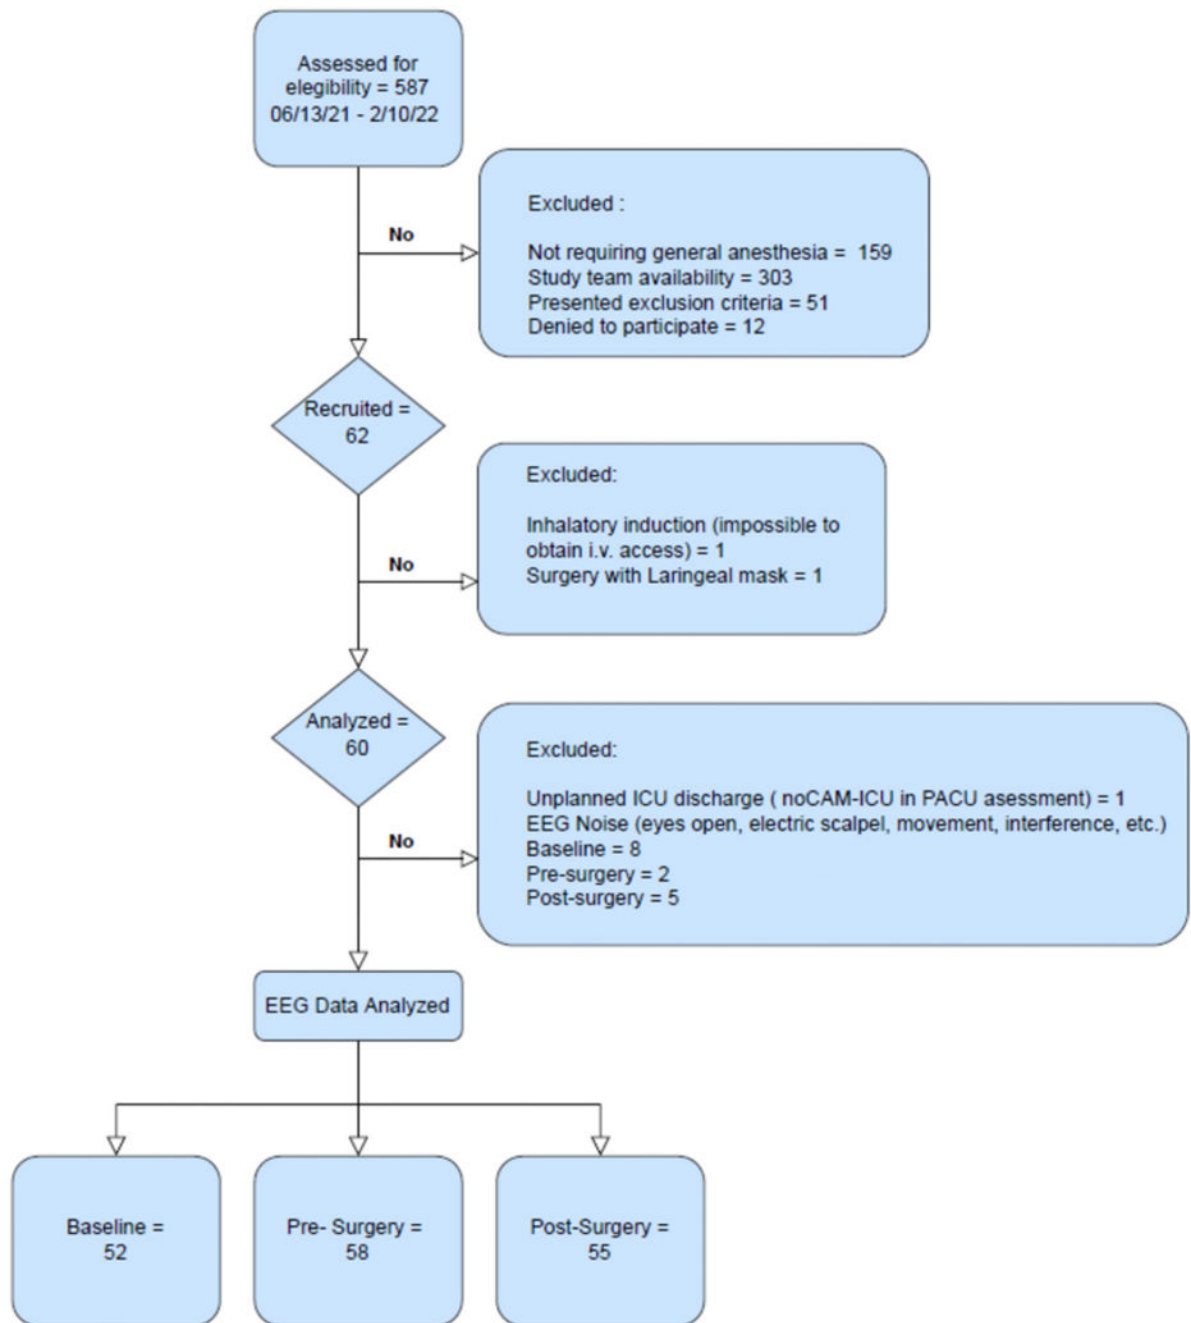 Assessed for
elegibility = 587
06/13/21 - 2/10/22
No
Excluded :
Not requiring general anesthesia = 159
Study team availability = 303
Presented exclusion criteria = 51
Denied to participate = 12
Recruited =
62
No
Excluded:
Inhalatory induction (impossible to
obtain i.v. access) = 1
Surgery with Laringeal mask = 1
Analyzed =
60
No
Excluded:
Unplanned ICU discharge ( noCAM-ICU in PACU asessment) = 1
EEG Noise (eyes open, electric scalpel, movement, interference, etc.)
Baseline = 8
Pre-surgery = 2
Post-surgery = 5
EEG Data Analyzed
Baseline =
52
Pre- Surgery =
58
Post-Surgery =
55